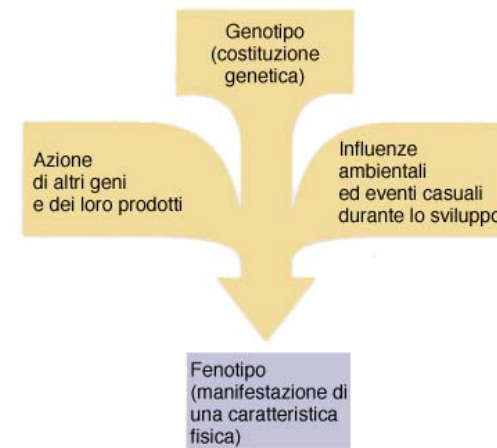 Genotipo
(costituzione
genetica)
Azione
di altri geni
e dei loro prodotti
Influenze
ambientali
ed eventi casuali
durante lo sviluppo
Fenotipo
(manifestazione di
una caratteristica
fisica)